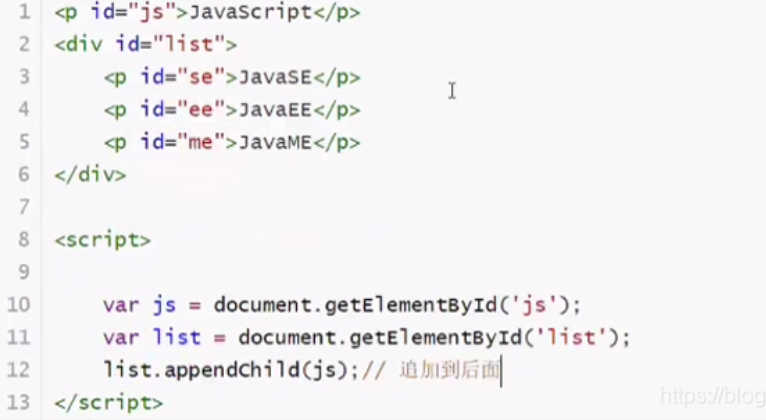 1 <p id="js">JavaScript</p>
2 <div id="list">
3     <p id="se">JavaSE</p>
4     <p id="ee">JavaEE</p>
5     <p id="me">JavaME</p>
6 </div>
7
8 <script>
9
10     var js = document.getElementById('js');
11     var list = document.getElementById('list');
12     list.appendChild(js);// 追加到后面
13 </script>
https://blog